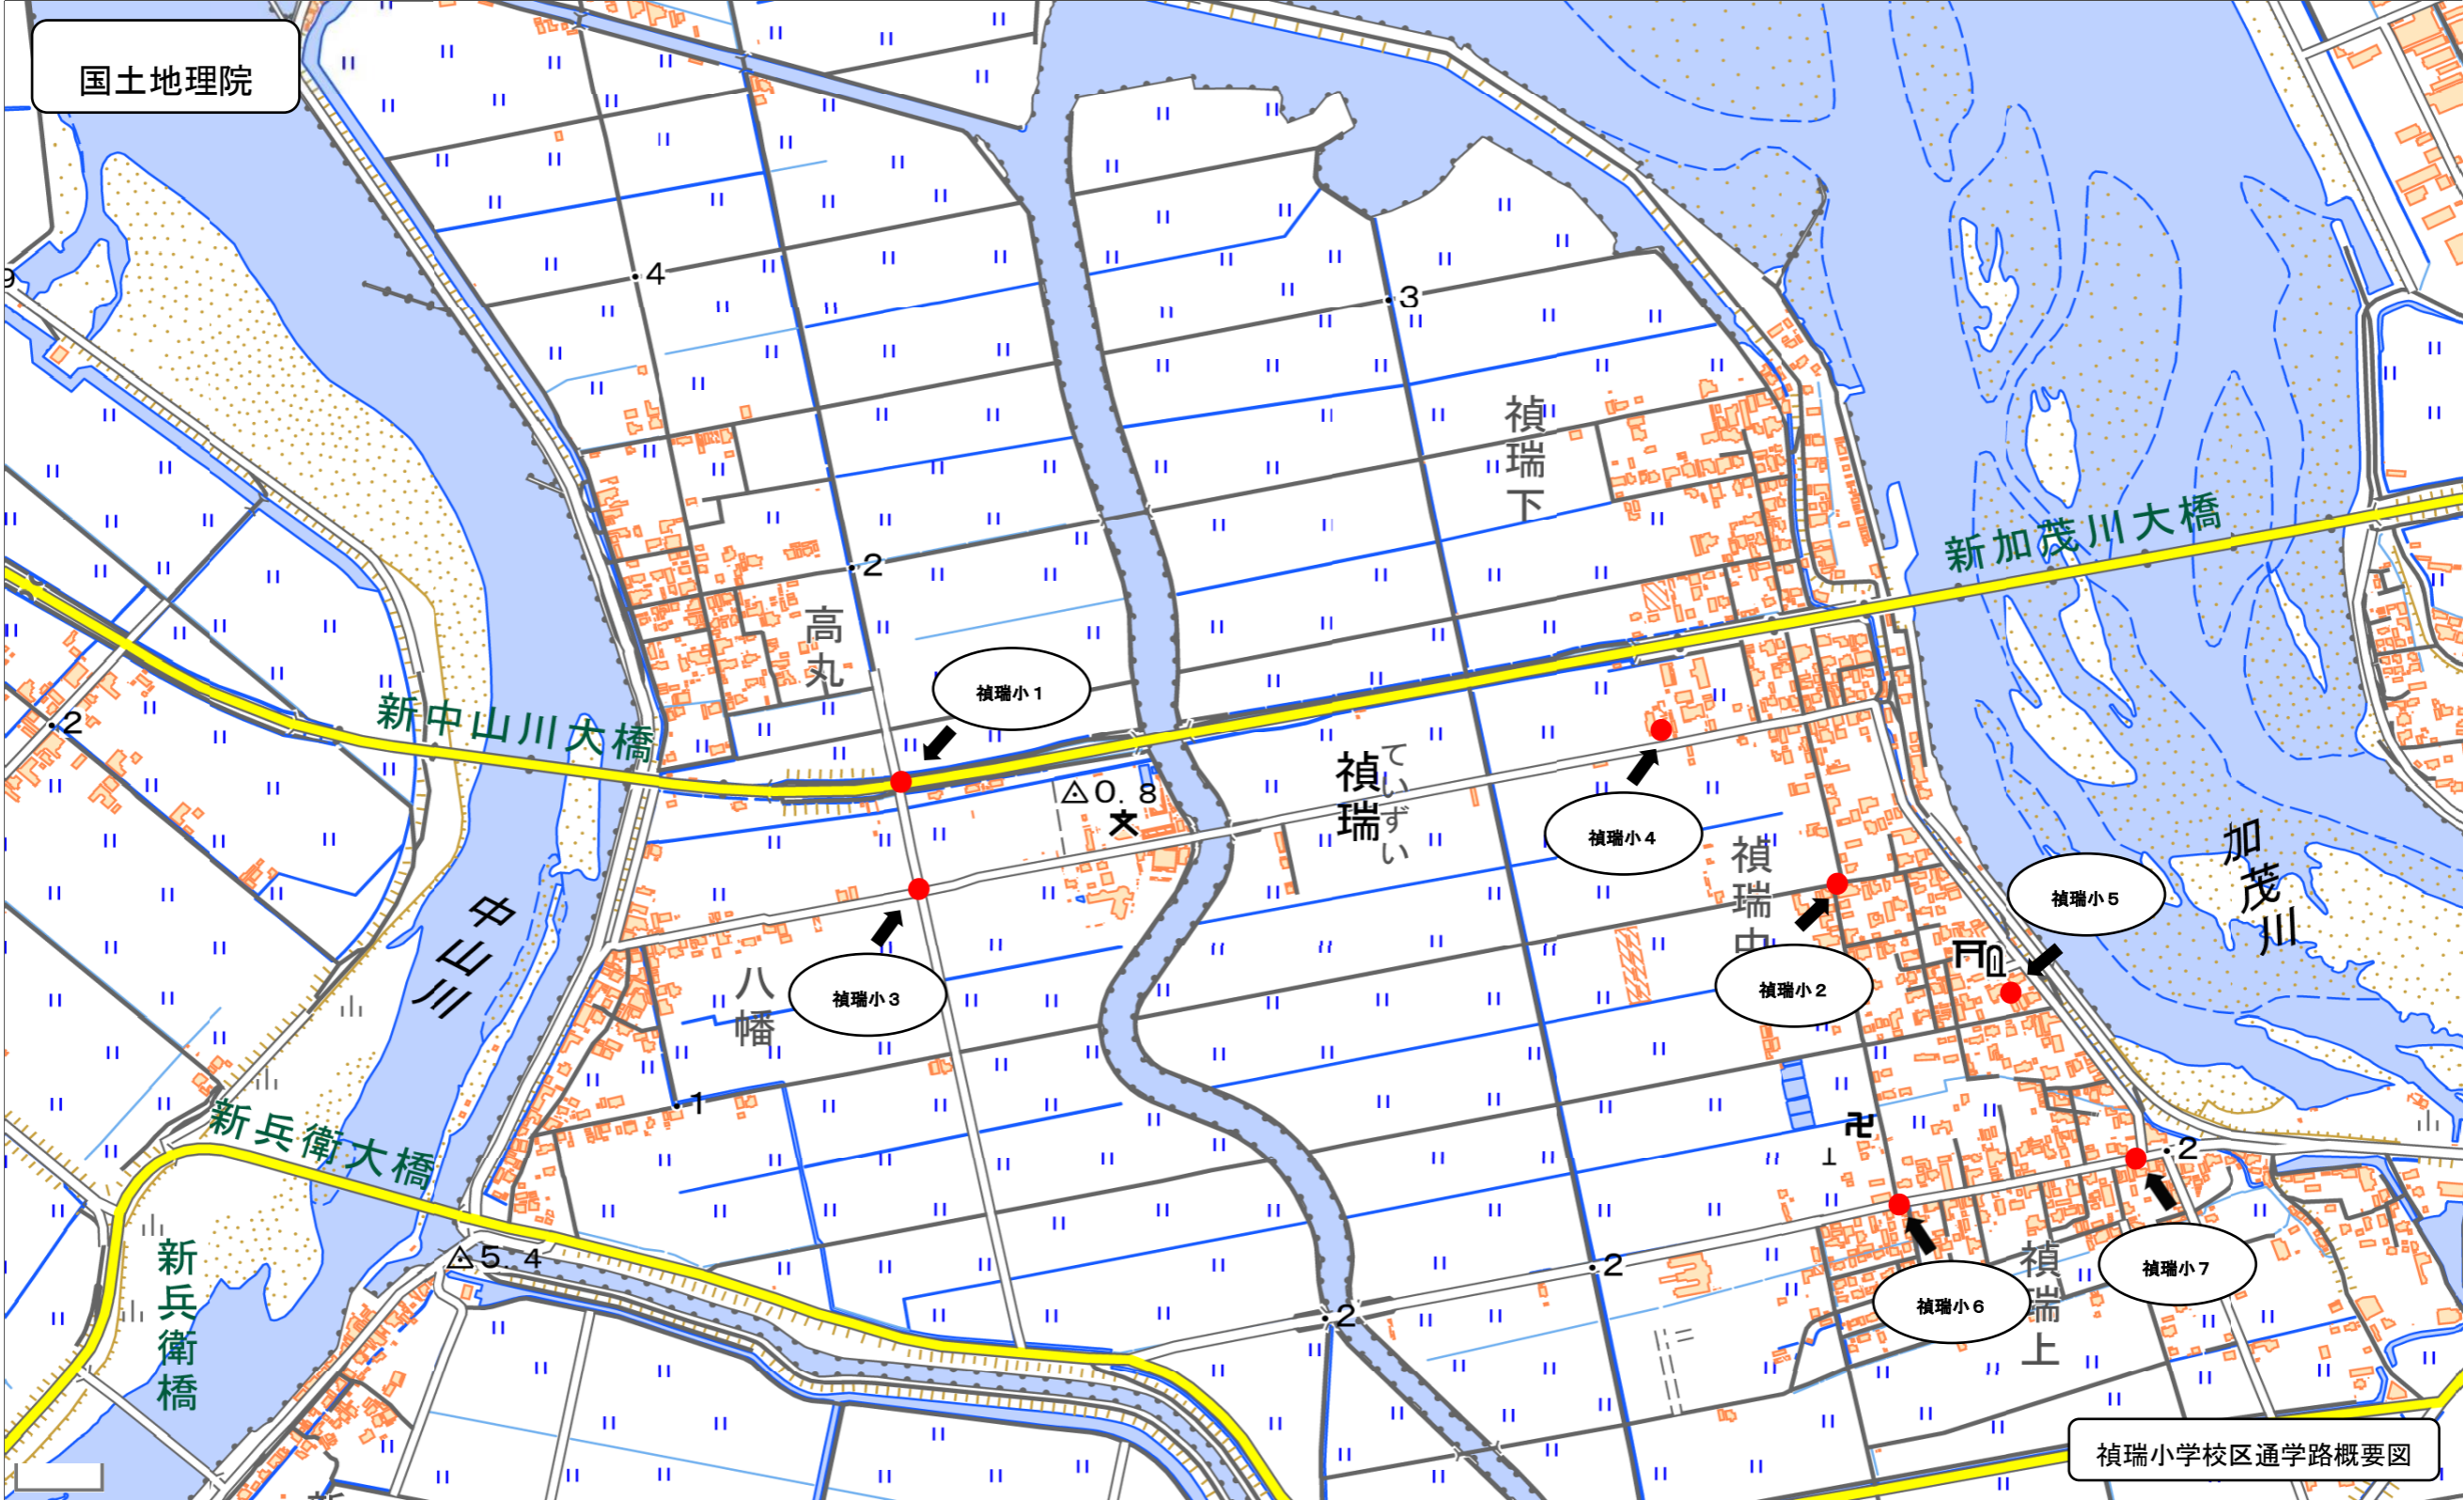 国土地理院
9
4
3
禎瑞下
新加茂川大橋
2
高丸
禎瑞小1
新中山川大橋
2
0.8
禎瑞
ていずい
禎瑞小4
禎瑞中
加茂川
禎瑞小5
中山川
八幡
禎瑞小3
禎瑞小2
1
新兵衛大橋
2
5.4
新兵衛橋
2
2
禎瑞小7
禎瑞小6
禎瑞上
禎瑞小学校区通学路概要図